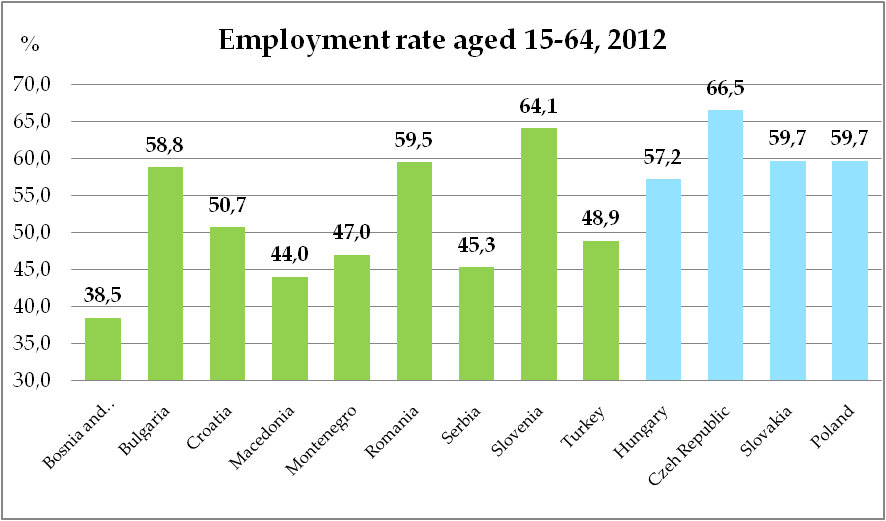 Employment rate aged 15-64, 2012
%
70,0
65,0
60,0
55,0
50,0
45,0
40,0
35,0
30,0
38,5
58,8
50,7
44,0
47,0
59,5
45,3
64,1
48,9
57,2
66,5
59,7
59,7
Bosnia and..
Bulgaria
Croatia
Macedonia
Montenegro
Romania
Serbia
Slovenia
Turkey
Hungary
Czeh Republic
Slovakia
Poland